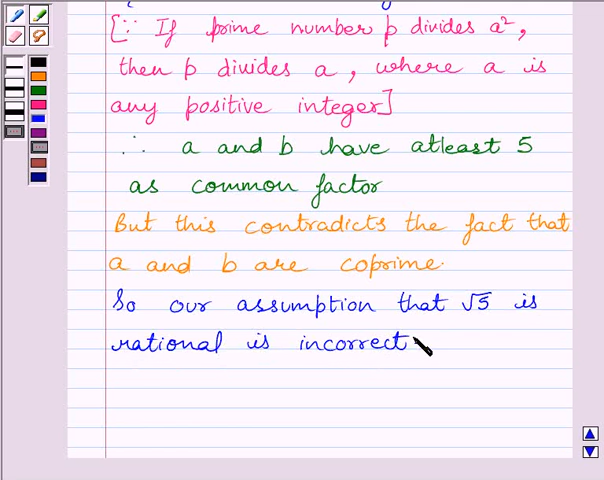 [∵ If prime number p divides a²,
then p divides a, where a is
any positive integer]
∴ a and b have atleast 5
as common factor
But this contradicts the fact that
a and b are coprime.
So our assumption that √5 is
rational is incorrect